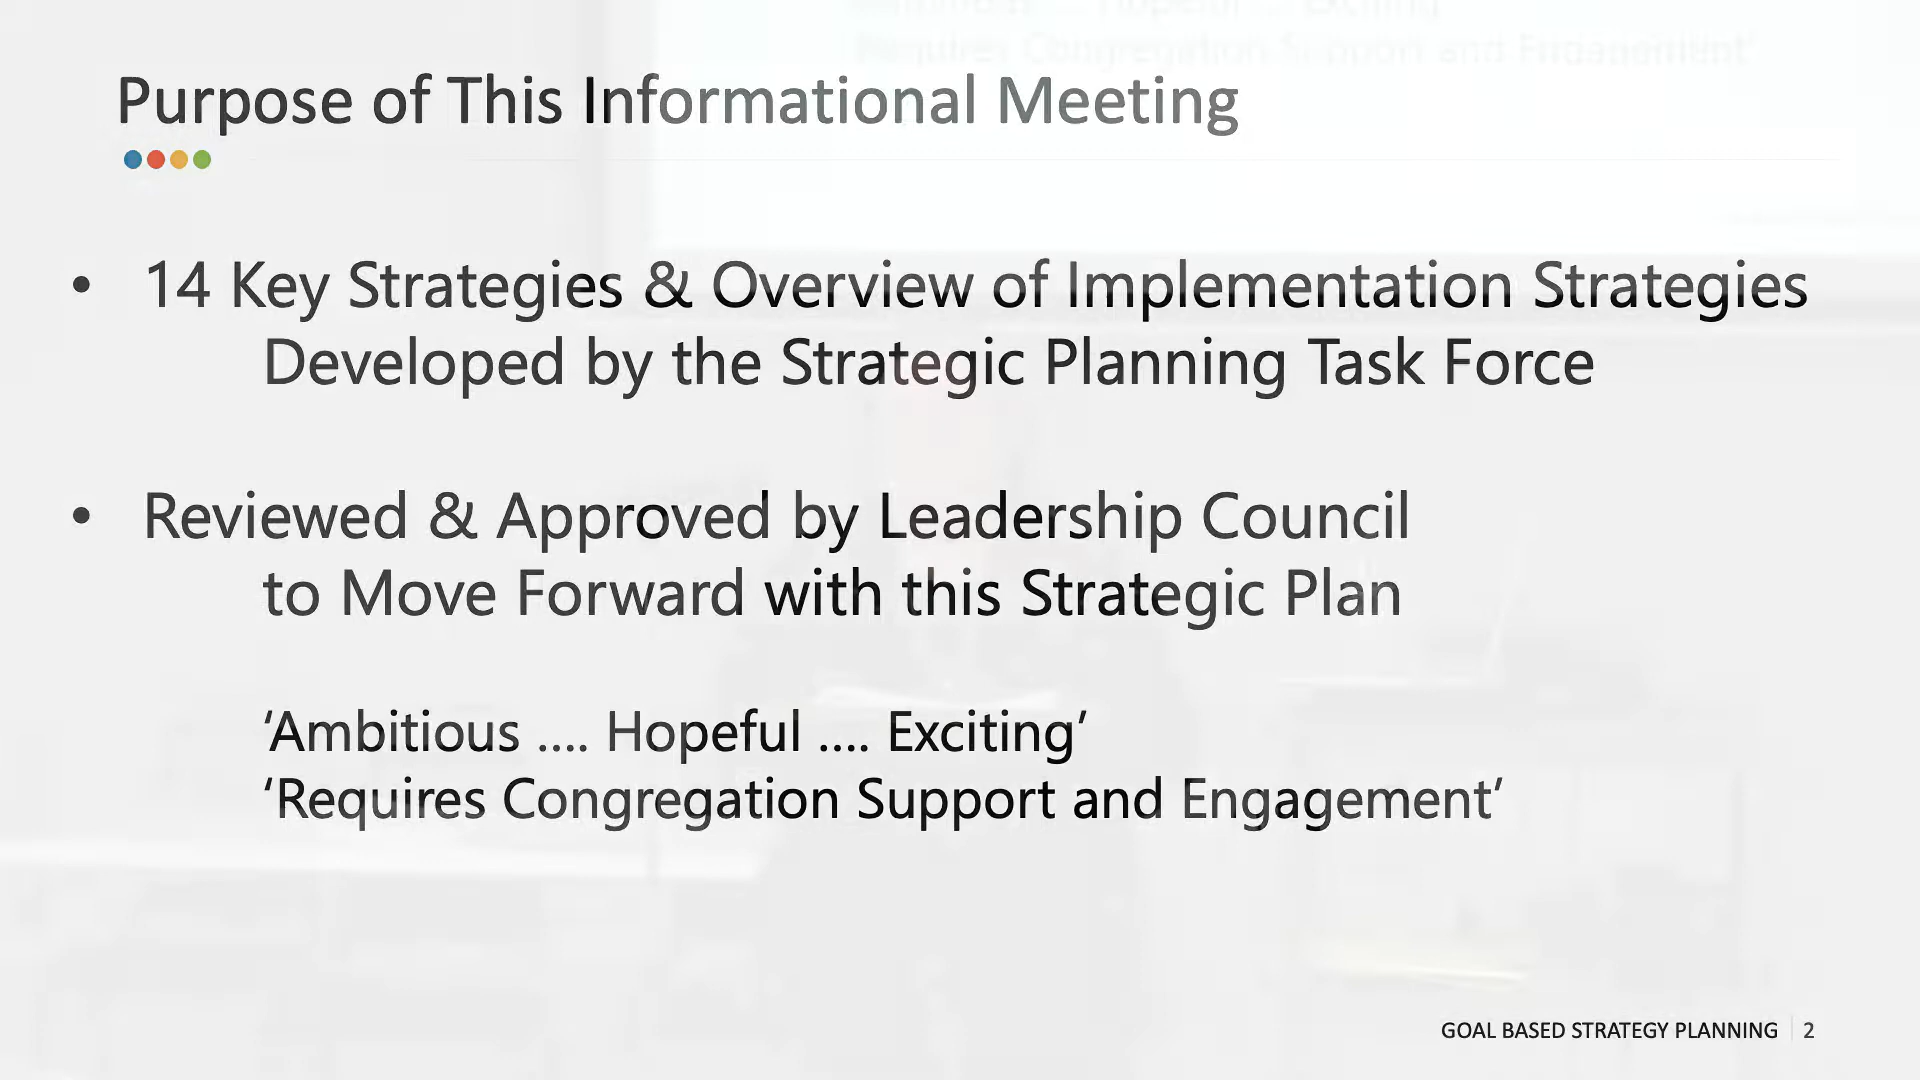 Purpose of This Informational Meeting
• 14 Key Strategies & Overview of Implementation Strategies
Developed by the Strategic Planning Task Force
• Reviewed & Approved by Leadership Council
to Move Forward with this Strategic Plan
‘Ambitious .... Hopeful .... Exciting’
‘Requires Congregation Support and Engagement’
GOAL BASED STRATEGY PLANNING 2